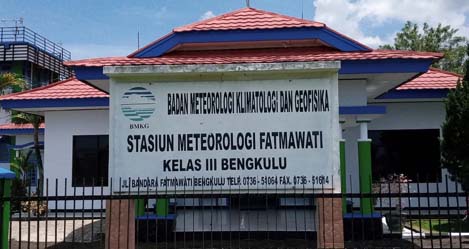 BADAN METEOROLOGI KLIMATOLOGI DAN GEOFISIKA
BMKG
STASIUN METEOROLOGI FATMAWATI
KELAS III BENGKULU
JL. BANDARA FATMAWATI BENGKULU TELP. 0736 - 51064 FAX. 0736 - 51614